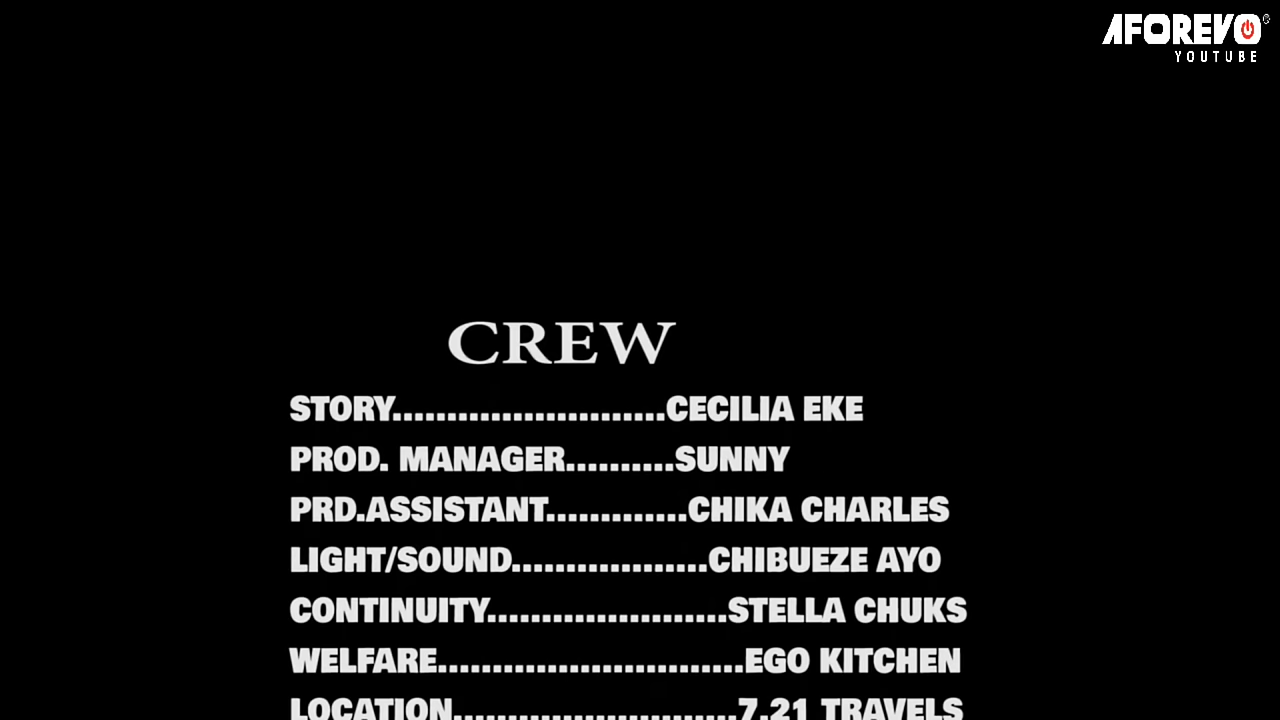 AFOREVO®
YOUTUBE
CREW
STORY.........................CECILIA EKE
PROD. MANAGER..........SUNNY
PRD.ASSISTANT.............CHIKA CHARLES
LIGHT/SOUND..................CHIBUEZE AYO
CONTINUITY......................STELLA CHUKS
WELFARE............................EGO KITCHEN
LOCATION..........................7.21 TRAVELS